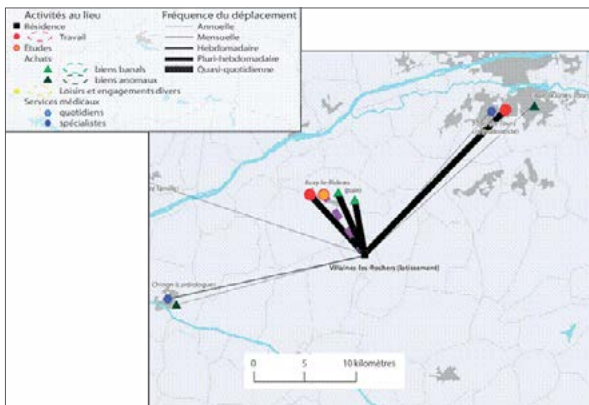 Activités au lieu
Résidence
Travail
Études
Achats
biens banals
biens anomaux
Loisirs et engagements divers
Services médicaux
quotidiens
spécialistes
Fréquence du déplacement
Annuelle
Mensuelle
Hebdomadaire
Pluri-hebdomadaire
Quasi-quotidienne
(pain)
Villaines-les-Rochers (lotissement)
0 5 10 kilomètres